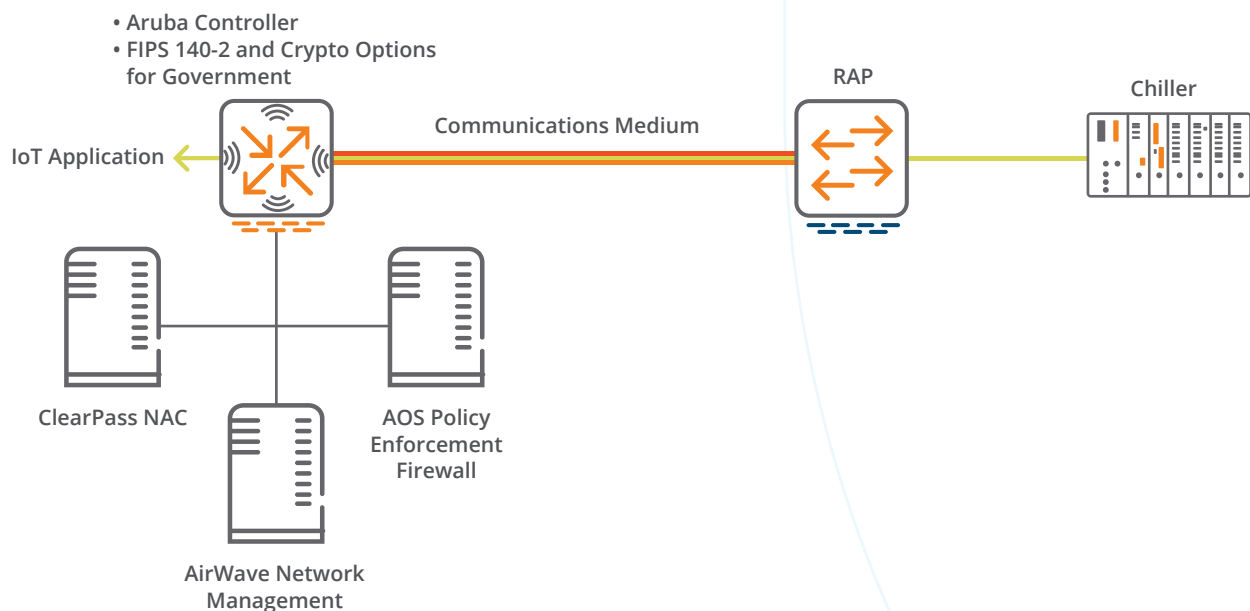 • Aruba Controller
• FIPS 140-2 and Crypto Options
for Government
RAP
Chiller
Communications Medium
IoT Application
ClearPass NAC
AOS Policy
Enforcement
Firewall
AirWave Network
Management